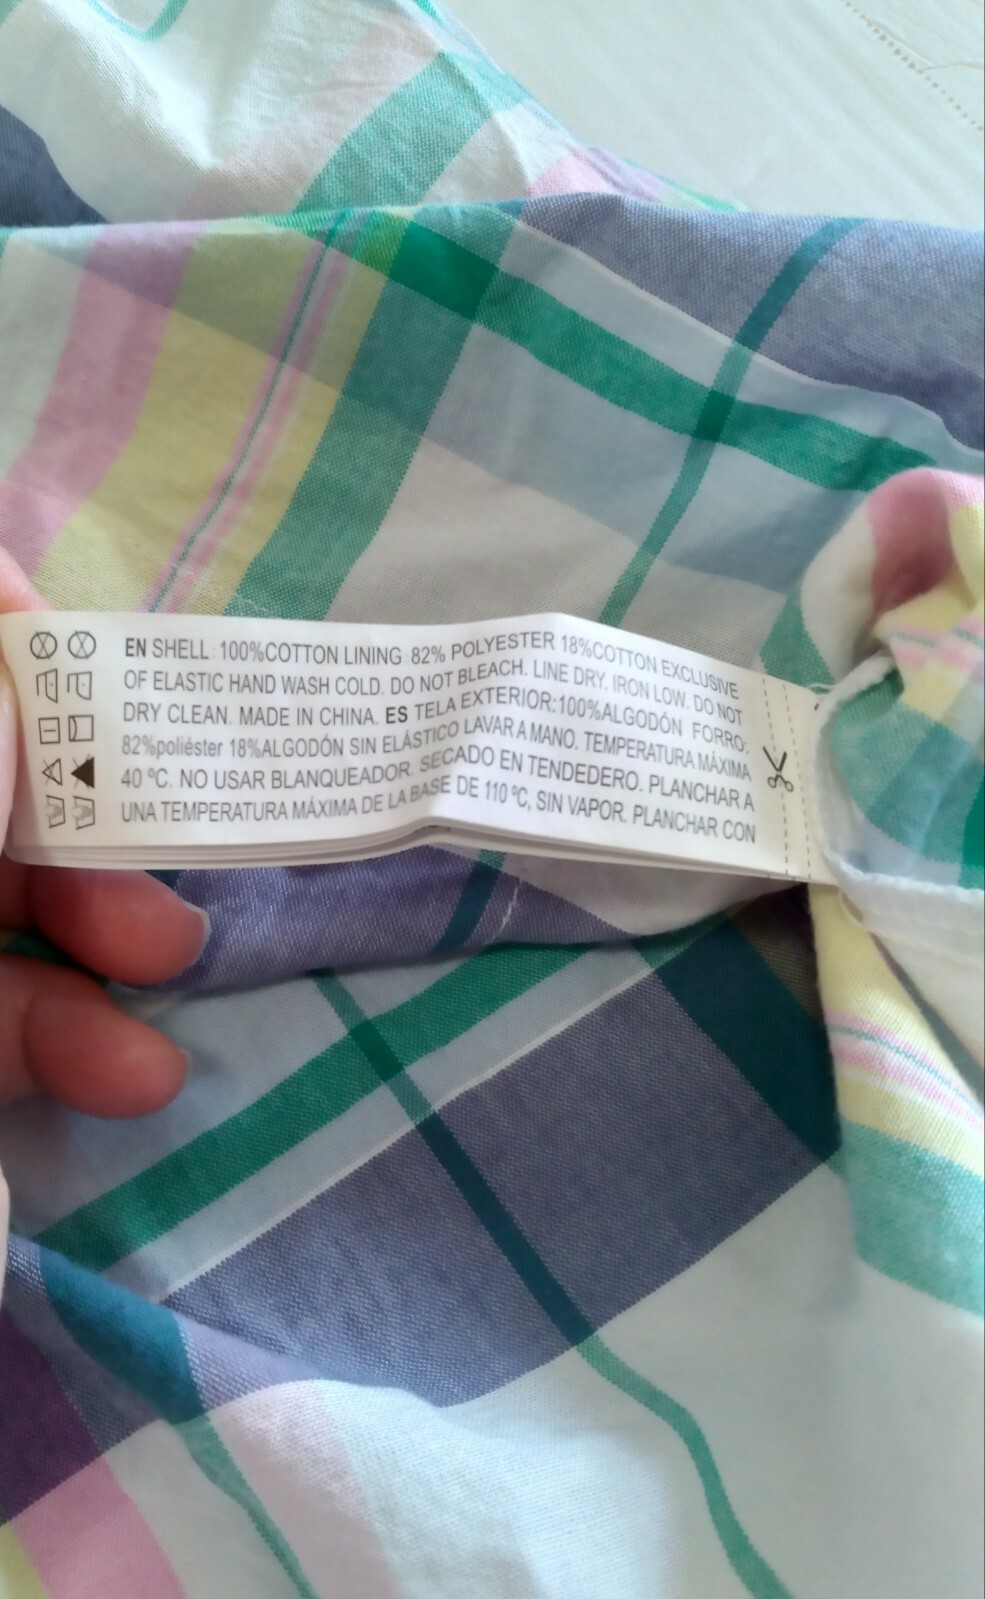 EN SHELL: 100%COTTON LINING: 82% POLYESTER 18%COTTON EXCLUSIVE
OF ELASTIC HAND WASH COLD. DO NOT BLEACH. LINE DRY. IRON LOW. DO NOT
DRY CLEAN. MADE IN CHINA. ES TELA EXTERIOR:100%ALGODÓN FORRO:
82%poliéster 18%ALGODÓN SIN ELÁSTICO LAVAR A MANO. TEMPERATURA MÁXIMA
40 ºC. NO USAR BLANQUEADOR. SECADO EN TENDEDERO. PLANCHAR A
UNA TEMPERATURA MÁXIMA DE LA BASE DE 110 ºC, SIN VAPOR. PLANCHAR CON